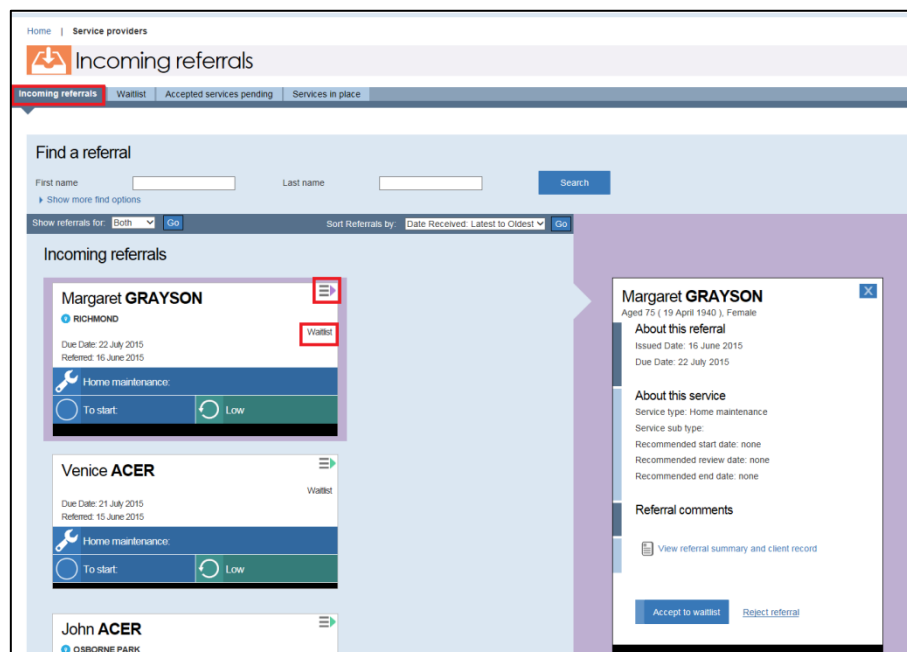 Home | Service providers
Incoming referrals
Incoming referrals Waitlist Accepted services pending Services in place
Find a referral
First name Last name Search
Show more find options
Show referrals for: Both Go Sort Referrals by: Date Received: Latest to Oldest Go
Incoming referrals
Margaret GRAYSON
RICHMOND
Waitlist
Due Date: 22 July 2015
Referred: 16 June 2015
Home maintenance:
To start: Low
Venice ACER
Waitlist
Due Date: 21 July 2015
Referred: 15 June 2015
Home maintenance:
To start: Low
John ACER
OSBORNE PARK
Margaret GRAYSON X
Aged 75 ( 19 April 1940 ), Female
About this referral
Issued Date: 16 June 2015
Due Date: 22 July 2015
About this service
Service type: Home maintenance
Service sub type:
Recommended start date: none
Recommended review date: none
Recommended end date: none
Referral comments
View referral summary and client record
Accept to waitlist Reject referral